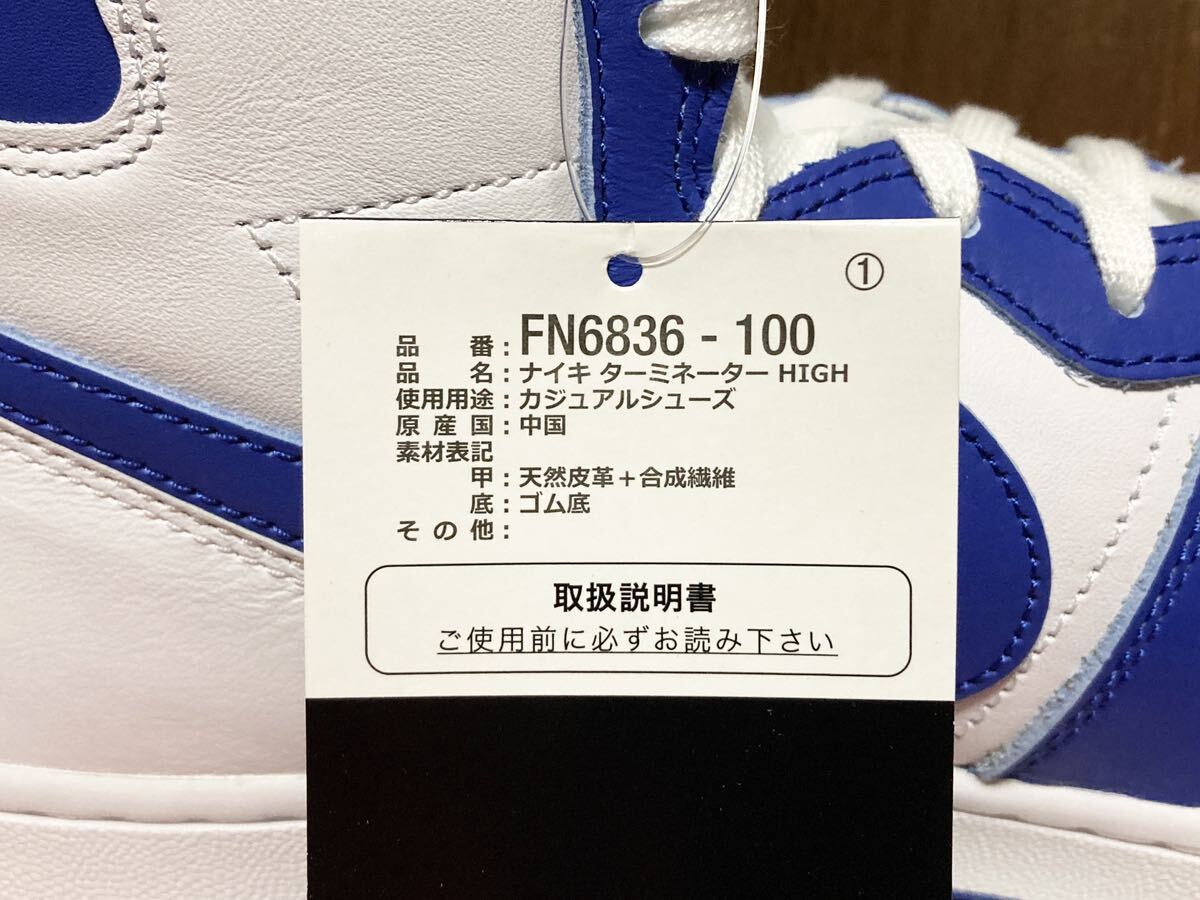 ①
品番：FN6836 - 100
品名：ナイキ ターミネーター HIGH
使用用途：カジュアルシューズ
原産国：中国
素材表記
甲：天然皮革＋合成繊維
底：ゴム底
その他：
取扱説明書
ご使用前に必ずお読み下さい